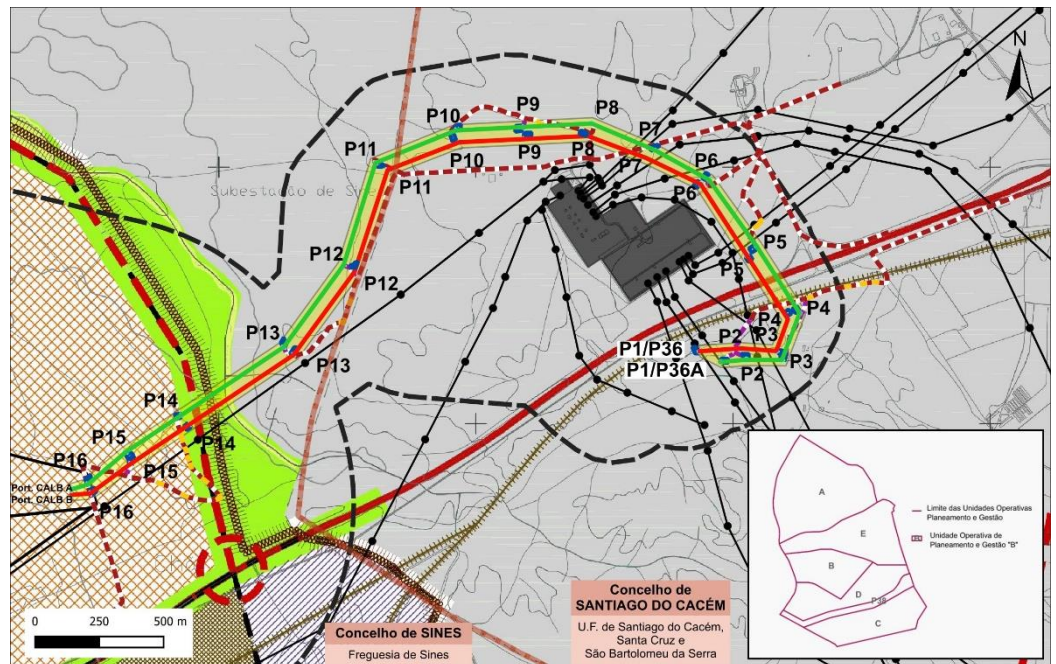 N
P9
P8
P10
P7
P11
P10
P9
P8
P7
P6
P11
P6
Subestação de Sine
P12
P5
P5
P12
P4
P4
P13
P2
P3
P1/P36
P13
P3
P1/P36A
P2
P14
P14
P15
P16
P15
Port. CALB A
Port. CALB B
P16
A
E
B
D
P36
C
Limite das Unidades Operativas
Planeamento e Gestão
Unidade Operativa de
Planeamento e Gestão "B"
0 250 500 m
Concelho de SINES
Freguesia de Sines
Concelho de
SANTIAGO DO CACÉM
U.F. de Santiago do Cacém,
Santa Cruz e
São Bartolomeu da Serra